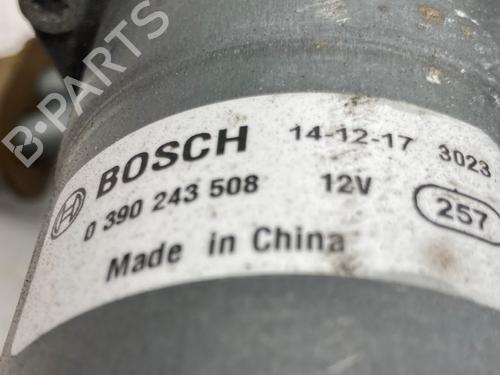 BOSCH 14-12-17 3023
0 390 243 508 12V 257
Made in China
B-Parts